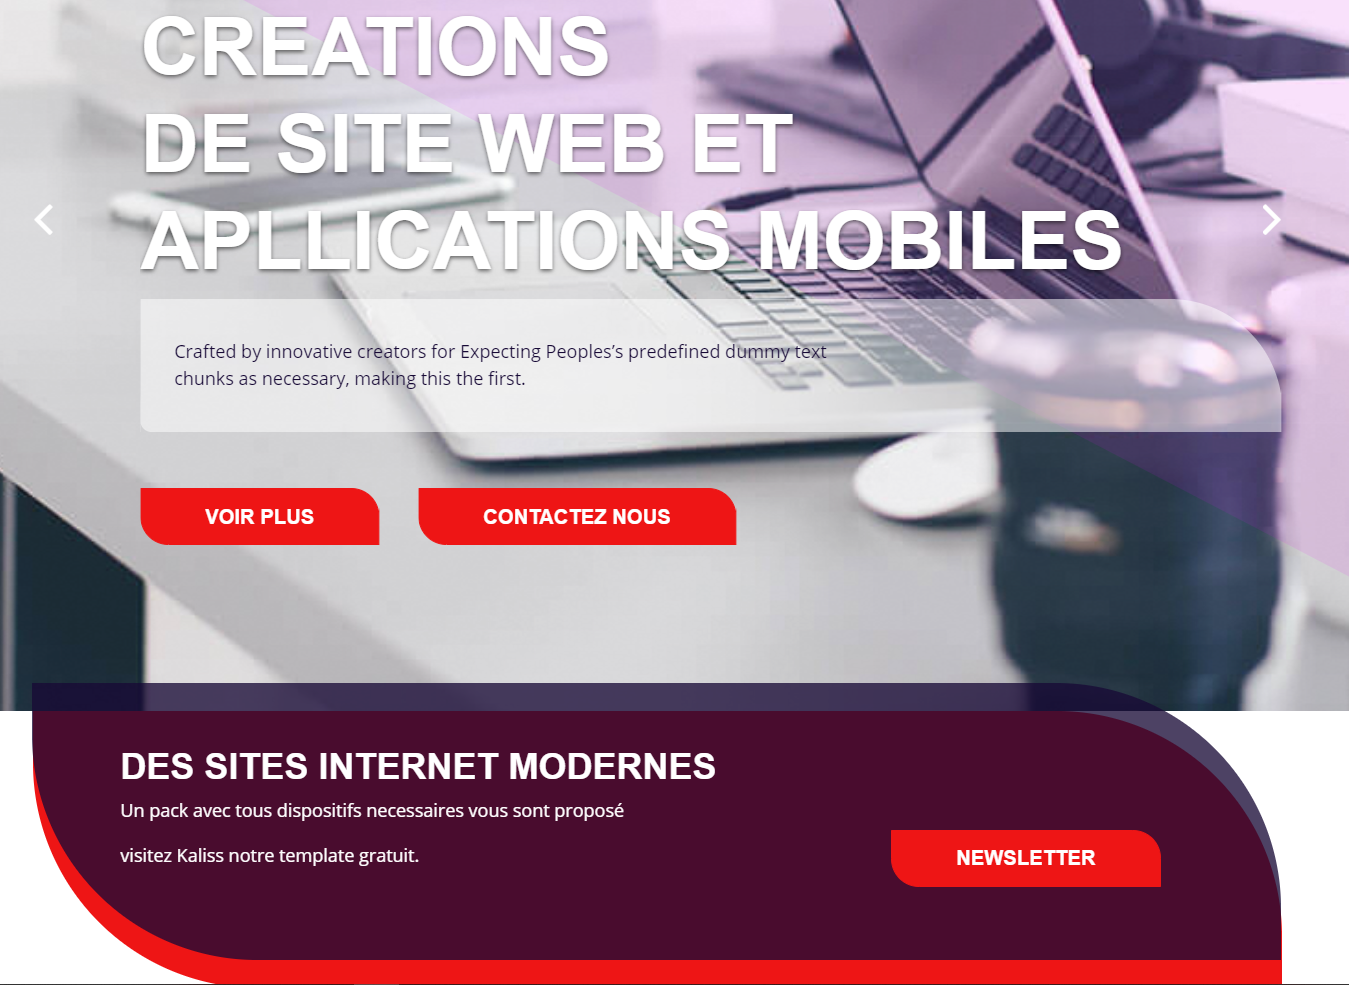 CREATIONS
DE SITE WEB ET
APLLICATIONS MOBILES
Crafted by innovative creators for Expecting Peoples’s predefined dummy text
chunks as necessary, making this the first.
VOIR PLUS
CONTACTEZ NOUS
DES SITES INTERNET MODERNES
Un pack avec tous dispositifs necessaires vous sont proposé
visitez Kaliss notre template gratuit.
NEWSLETTER